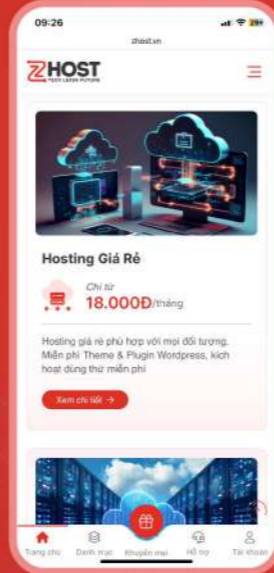 09:26
zhost.vn
ZHOST
TECH LEADS FUTURE
Hosting Giá Rẻ
Chỉ từ
18.000Đ/tháng
Hosting giá rẻ phù hợp với mọi đối tượng.
Miễn phí Theme & Plugin Wordpress, kích
hoạt dùng thử miễn phí
Xem chi tiết →
Trang chủ Danh mục Khuyến mại Hỗ trợ Tài khoản